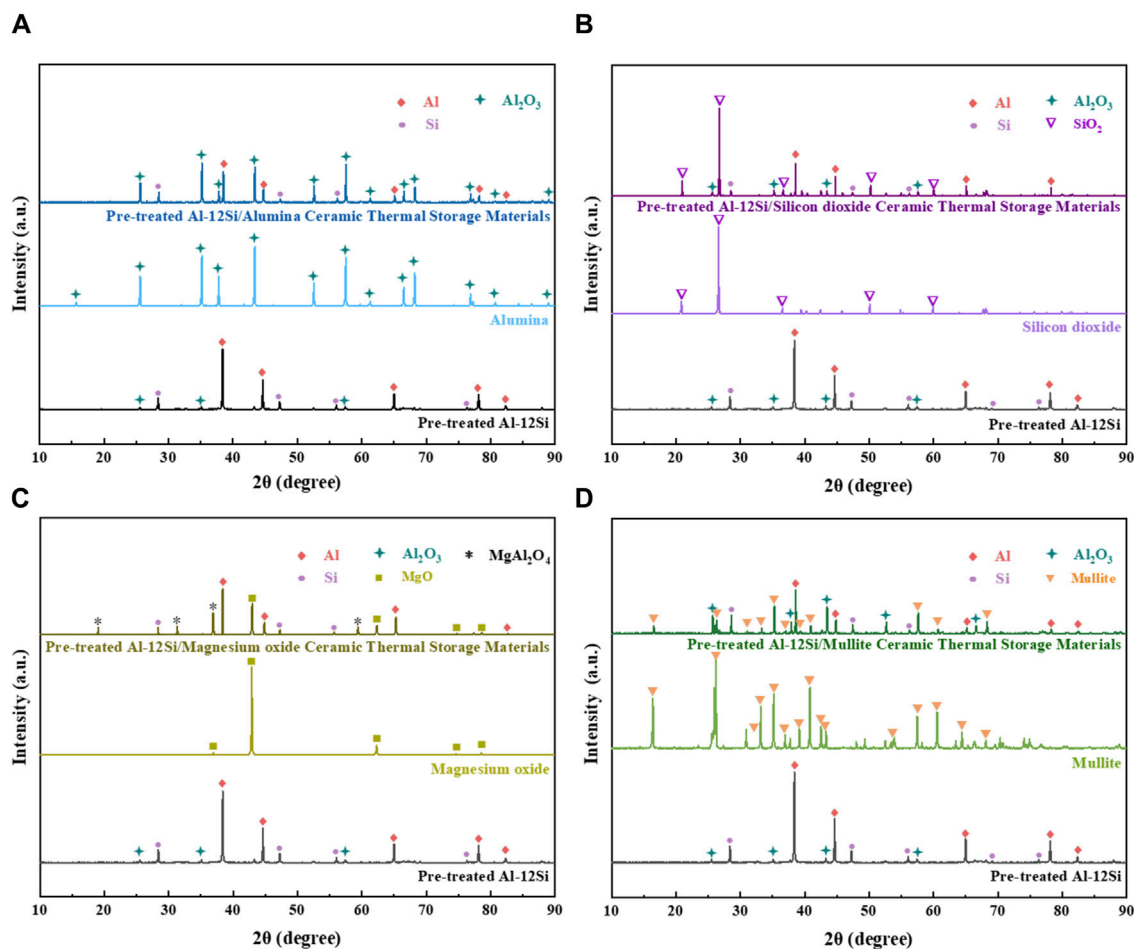 A
Al
Al₂O₃
Si
Pre-treated Al-12Si/Alumina Ceramic Thermal Storage Materials
Alumina
Pre-treated Al-12Si
Intensity (a.u.)
10 20 30 40 50 60 70 80 90
2θ (degree)
B
Al
Al₂O₃
Si
SiO₂
Pre-treated Al-12Si/Silicon dioxide Ceramic Thermal Storage Materials
Silicon dioxide
Pre-treated Al-12Si
Intensity (a.u.)
10 20 30 40 50 60 70 80 90
2θ (degree)
C
Al
Al₂O₃
* MgAl₂O₄
Si
MgO
Pre-treated Al-12Si/Magnesium oxide Ceramic Thermal Storage Materials
Magnesium oxide
Pre-treated Al-12Si
Intensity (a.u.)
10 20 30 40 50 60 70 80 90
2θ (degree)
D
Al
Al₂O₃
Si
Mullite
Pre-treated Al-12Si/Mullite Ceramic Thermal Storage Materials
Mullite
Pre-treated Al-12Si
Intensity (a.u.)
10 20 30 40 50 60 70 80 90
2θ (degree)